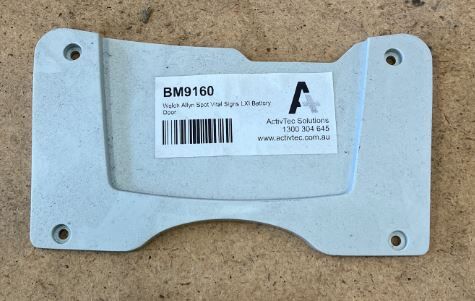 BM9160
Welch Allyn Spot Vital Signs LXI Battery
Door
A+
ActivTec Solutions
1300 304 645
www.activtec.com.au